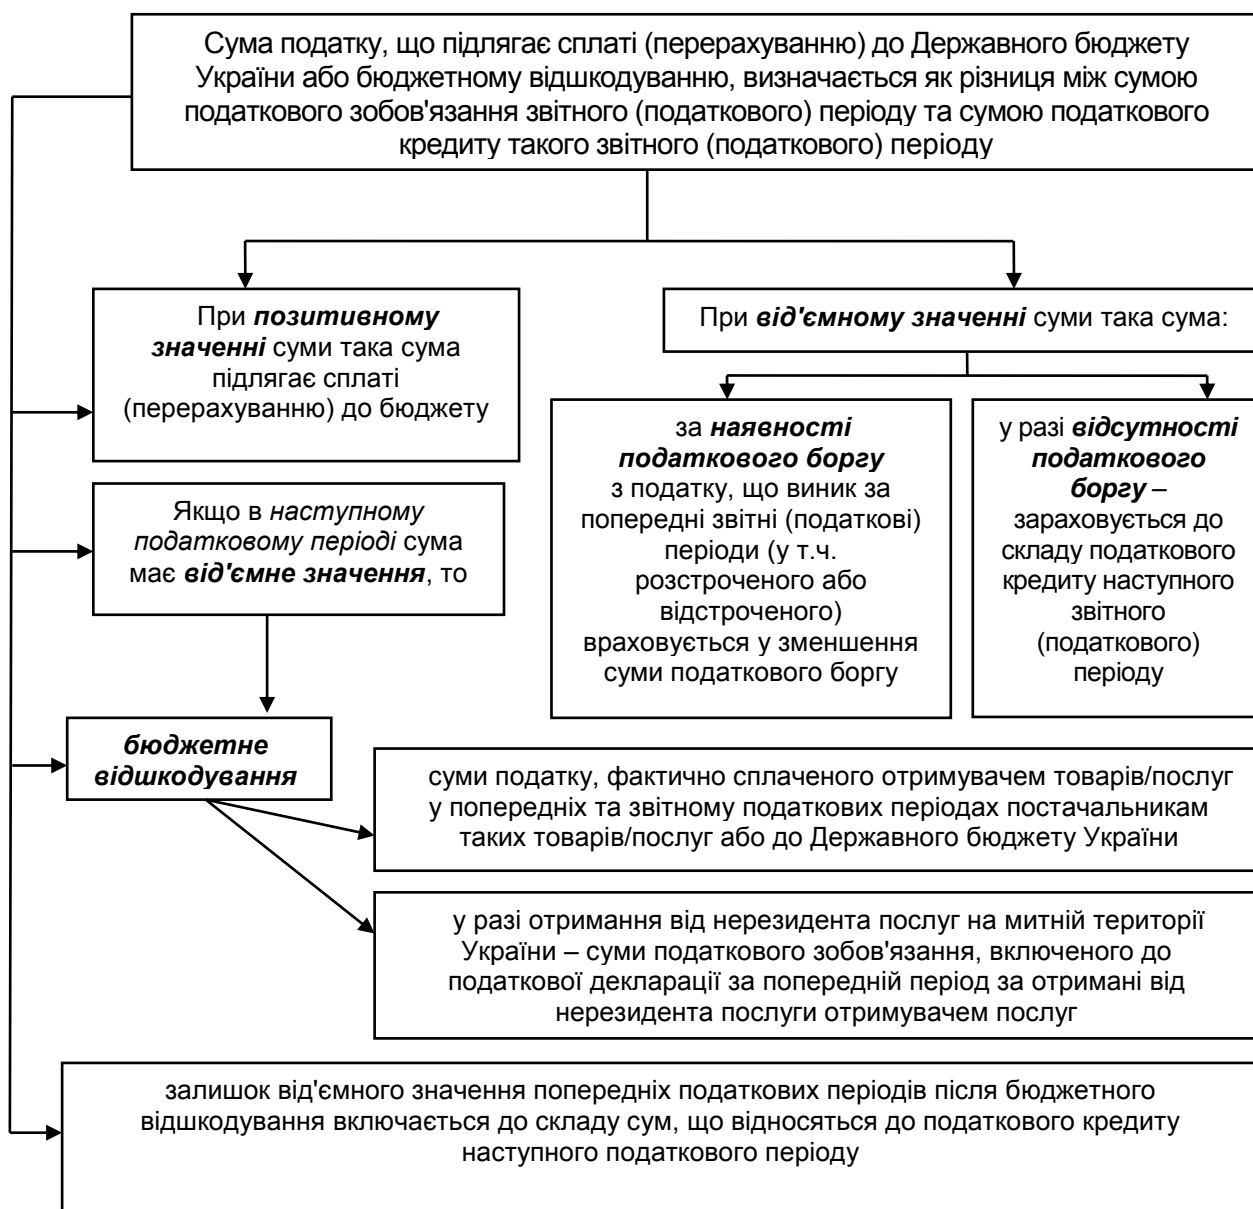 Сума податку, що підлягає сплаті (перерахуванню) до Державного бюджету
України або бюджетному відшкодуванню, визначається як різниця між сумою
податкового зобов'язання звітного (податкового) періоду та сумою податкового
кредиту такого звітного (податкового) періоду
При позитивному
значенні суми така сума
підлягає сплаті
(перерахуванню) до бюджету
При від'ємному значенні суми така сума:
за наявності
податкового боргу
з податку, що виник за
попередні звітні (податкові)
періоди (у т.ч.
розстроченого або
відстроченого)
враховується у зменшення
суми податкового боргу
у разі відсутності
податкового
боргу –
зараховується до
складу податкового
кредиту наступного
звітного
(податкового)
періоду
Якщо в наступному
податковому періоді сума
має від'ємне значення, то
бюджетне
відшкодування
суми податку, фактично сплаченого отримувачем товарів/послуг
у попередніх та звітному податкових періодах постачальникам
таких товарів/послуг або до Державного бюджету України
у разі отримання від нерезидента послуг на митній території
України – суми податкового зобов'язання, включеного до
податкової декларації за попередній період за отримані від
нерезидента послуги отримувачем послуг
залишок від'ємного значення попередніх податкових періодів після бюджетного
відшкодування включається до складу сум, що відносяться до податкового кредиту
наступного податкового періоду